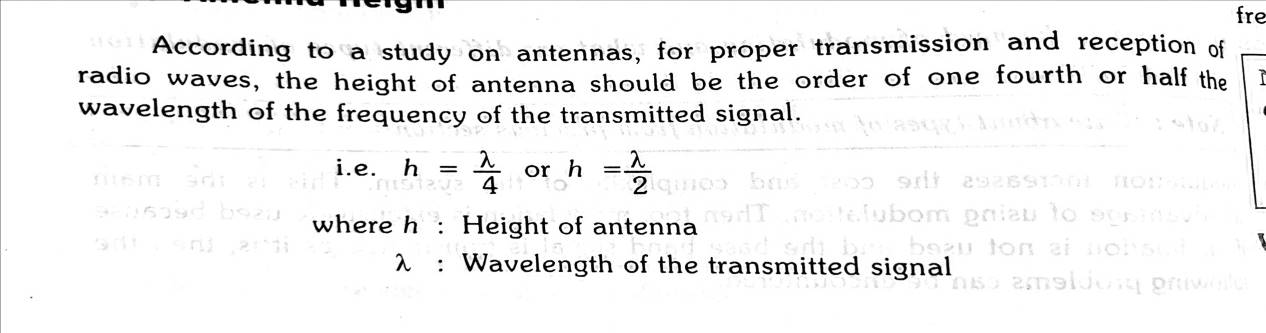 fre
According to a study on antennas, for proper transmission and reception of
radio waves, the height of antenna should be the order of one fourth or half the
wavelength of the frequency of the transmitted signal.
i.e. h = λ/4 or h = λ/2
where h : Height of antenna
λ : Wavelength of the transmitted signal